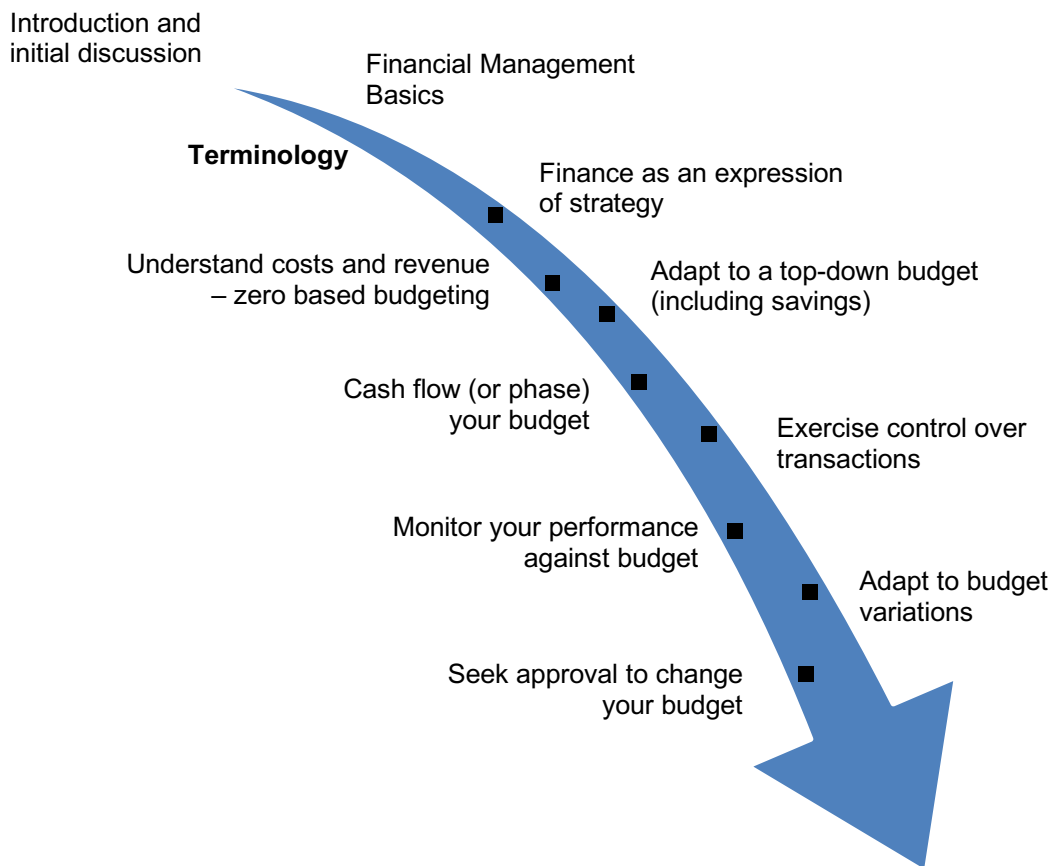 Introduction and
initial discussion
Financial Management
Basics
Terminology
Finance as an expression
of strategy
Understand costs and revenue
– zero based budgeting
Adapt to a top-down budget
(including savings)
Cash flow (or phase)
your budget
Exercise control over
transactions
Monitor your performance
against budget
Adapt to budget
variations
Seek approval to change
your budget